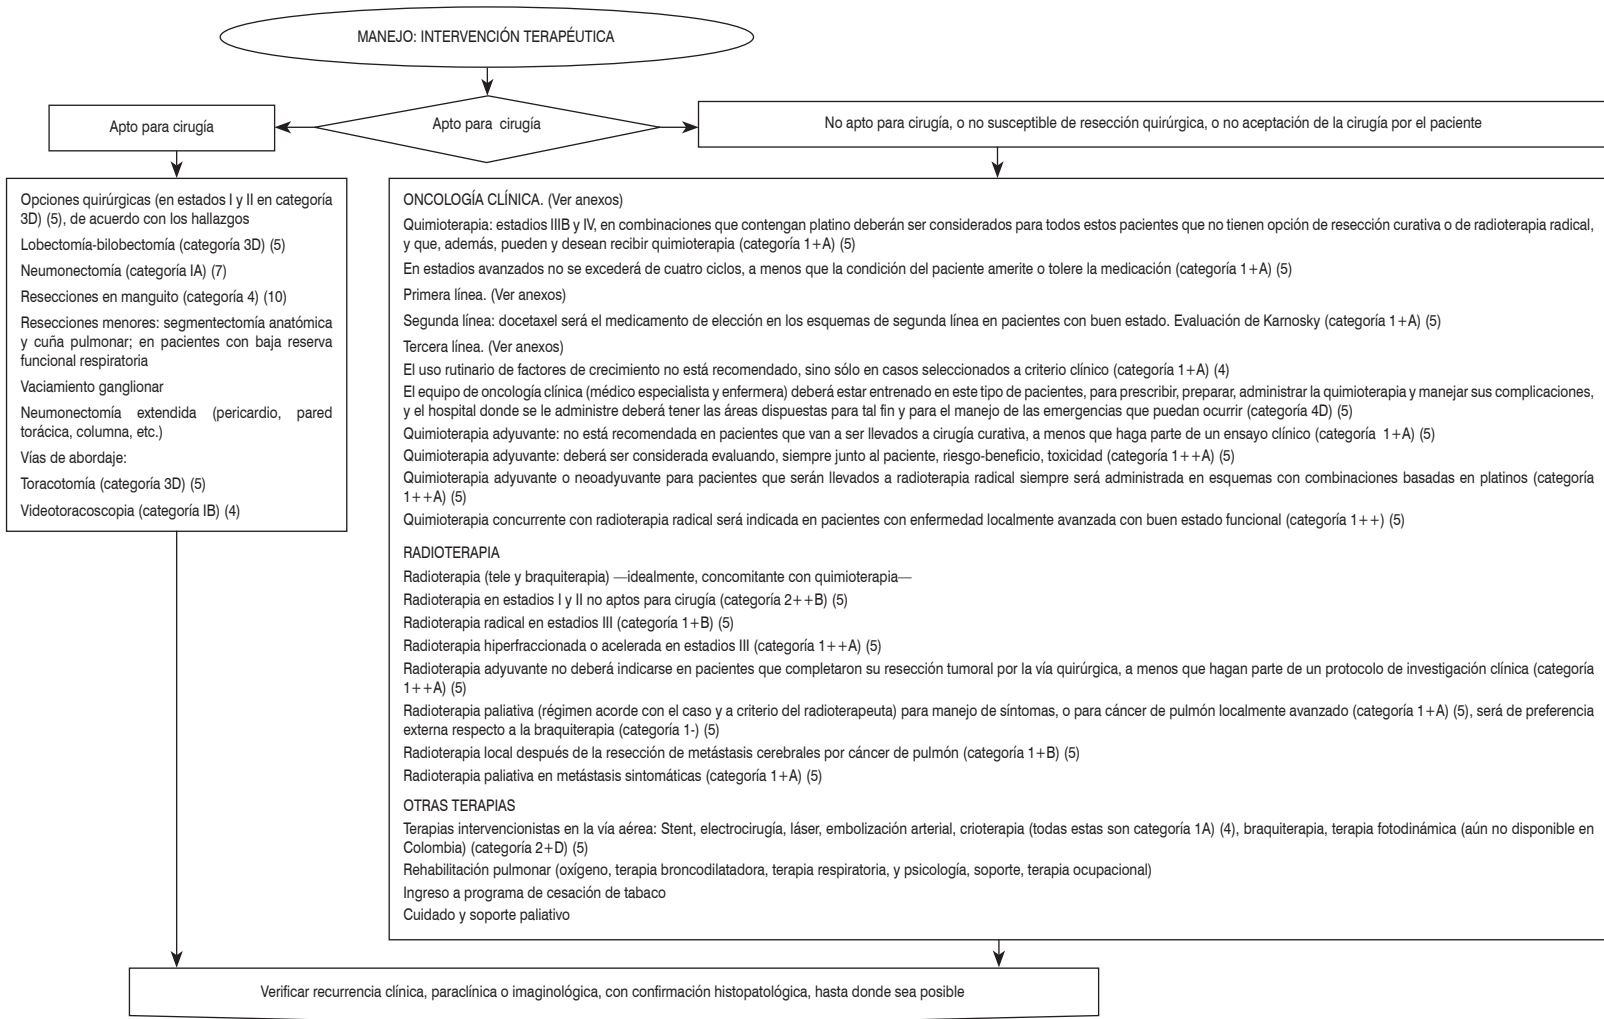 MANEJO: INTERVENCIÓN TERAPÉUTICA
Apto para cirugía
Apto para cirugía
No apto para cirugía, o no susceptible de resección quirúrgica, o no aceptación de la cirugía por el paciente
Opciones quirúrgicas (en estados I y II en categoría
3D) (5), de acuerdo con los hallazgos
Lobectomía-bilobectomía (categoría 3D) (5)
Neumonectomía (categoría IA) (7)
Resecciones en manguito (categoría 4) (10)
Resecciones menores: segmentectomía anatómica
y cuña pulmonar; en pacientes con baja reserva
funcional respiratoria
Vaciamiento ganglionar
Neumonectomía extendida (pericardio, pared
torácica, columna, etc.)
Vías de abordaje:
Toracotomía (categoría 3D) (5)
Videotoracoscopia (categoría IB) (4)
ONCOLOGÍA CLÍNICA. (Ver anexos)
Quimioterapia: estadios IIIB y IV, en combinaciones que contengan platino deberán ser considerados para todos estos pacientes que no tienen opción de resección curativa o de radioterapia radical,
y que, además, pueden y desean recibir quimioterapia (categoría 1+A) (5)
En estadios avanzados no se excederá de cuatro ciclos, a menos que la condición del paciente amerite o tolere la medicación (categoría 1+A) (5)
Primera línea. (Ver anexos)
Segunda línea: docetaxel será el medicamento de elección en los esquemas de segunda línea en pacientes con buen estado. Evaluación de Karnosky (categoría 1+A) (5)
Tercera línea. (Ver anexos)
El uso rutinario de factores de crecimiento no está recomendado, sino sólo en casos seleccionados a criterio clínico (categoría 1+A) (4)
El equipo de oncología clínica (médico especialista y enfermera) deberá estar entrenado en este tipo de pacientes, para prescribir, preparar, administrar la quimioterapia y manejar sus complicaciones,
y el hospital donde se le administre deberá tener las áreas dispuestas para tal fin y para el manejo de las emergencias que puedan ocurrir (categoría 4D) (5)
Quimioterapia adyuvante: no está recomendada en pacientes que van a ser llevados a cirugía curativa, a menos que haga parte de un ensayo clínico (categoría 1+A) (5)
Quimioterapia adyuvante: deberá ser considerada evaluando, siempre junto al paciente, riesgo-beneficio, toxicidad (categoría 1++A) (5)
Quimioterapia adyuvante o neoadyuvante para pacientes que serán llevados a radioterapia radical siempre será administrada en esquemas con combinaciones basadas en platinos (categoría
1++A) (5)
Quimioterapia concurrente con radioterapia radical será indicada en pacientes con enfermedad localmente avanzada con buen estado funcional (categoría 1++) (5)
RADIOTERAPIA
Radioterapia (tele y braquiterapia) —idealmente, concomitante con quimioterapia—
Radioterapia en estadios I y II no aptos para cirugía (categoría 2++B) (5)
Radioterapia radical en estadios III (categoría 1+B) (5)
Radioterapia hiperfraccionada o acelerada en estadios III (categoría 1++A) (5)
Radioterapia adyuvante no deberá indicarse en pacientes que completaron su resección tumoral por la vía quirúrgica, a menos que hagan parte de un protocolo de investigación clínica (categoría
1++A) (5)
Radioterapia paliativa (régimen acorde con el caso y a criterio del radioterapeuta) para manejo de síntomas, o para cáncer de pulmón localmente avanzado (categoría 1+A) (5), será de preferencia
externa respecto a la braquiterapia (categoría 1-) (5)
Radioterapia local después de la resección de metástasis cerebrales por cáncer de pulmón (categoría 1+B) (5)
Radioterapia paliativa en metástasis sintomáticas (categoría 1+A) (5)
OTRAS TERAPIAS
Terapias intervencionistas en la vía aérea: Stent, electrocirugía, láser, embolización arterial, crioterapia (todas estas son categoría 1A) (4), braquiterapia, terapia fotodinámica (aún no disponible en
Colombia) (categoría 2+D) (5)
Rehabilitación pulmonar (oxígeno, terapia broncodilatadora, terapia respiratoria, y psicología, soporte, terapia ocupacional)
Ingreso a programa de cesación de tabaco
Cuidado y soporte paliativo
Verificar recurrencia clínica, paraclínica o imaginológica, con confirmación histopatológica, hasta donde sea posible